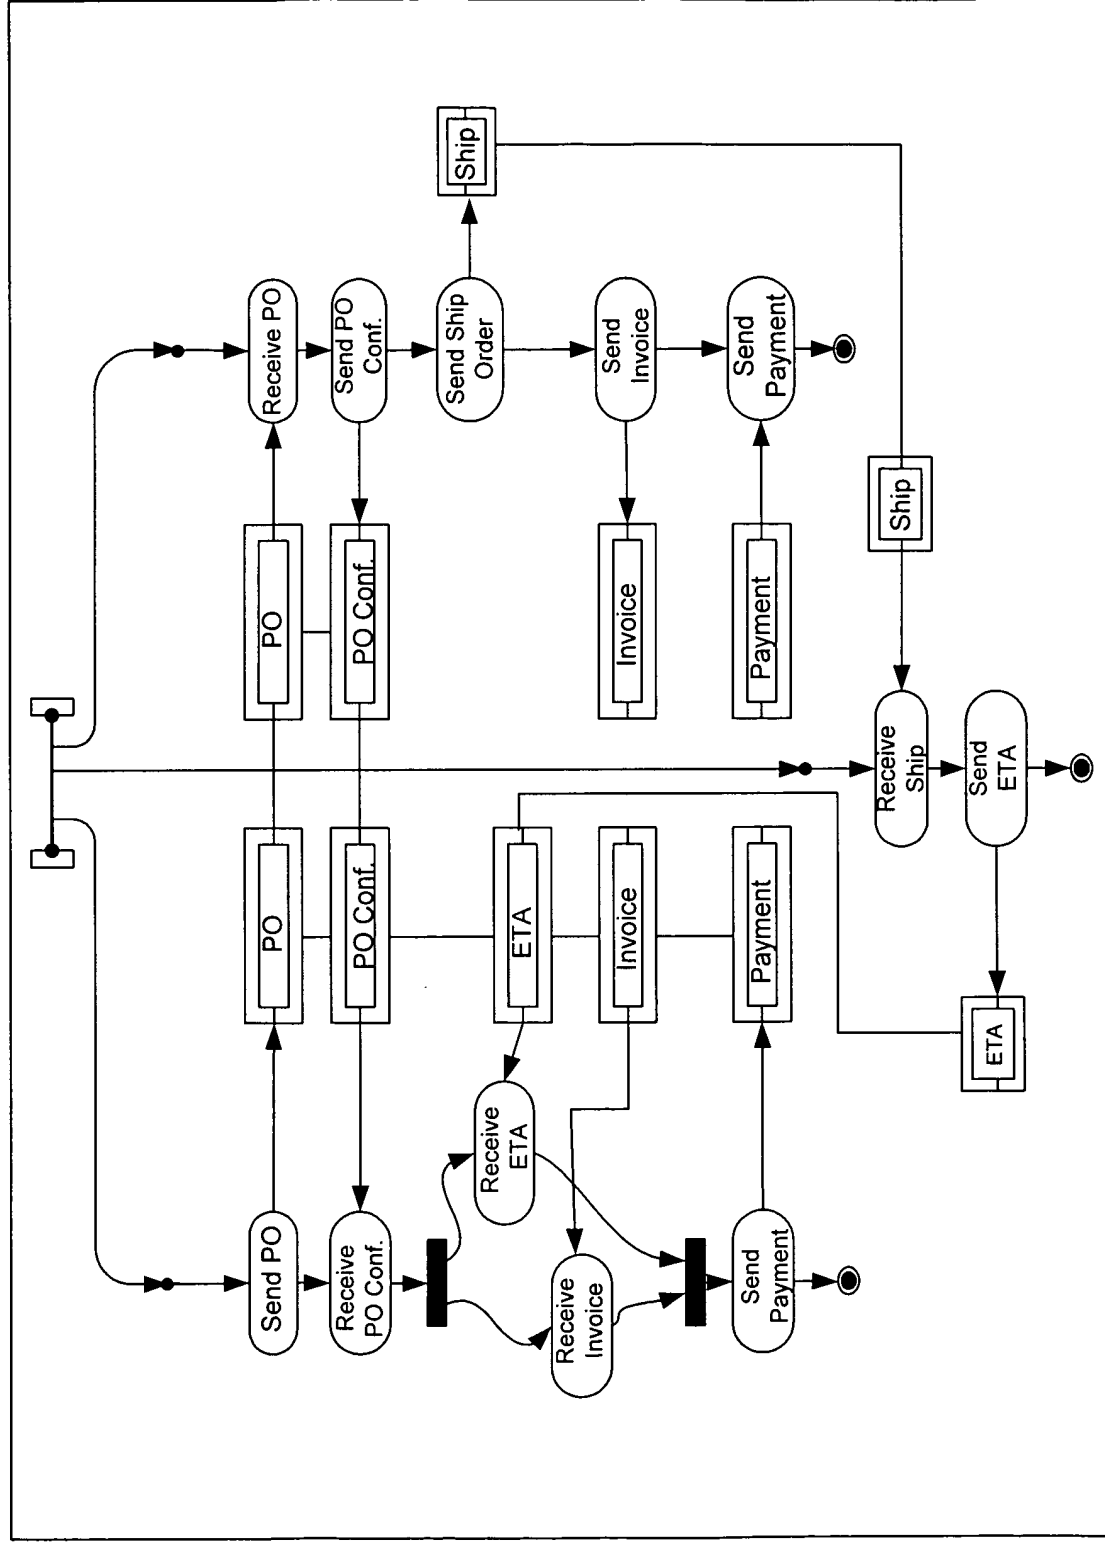 Send PO
PO
PO
Receive PO
Receive
PO Conf.
PO Conf.
PO Conf.
Send PO
Conf.
Send Ship
Order
Ship
Receive
ETA
ETA
Receive
Invoice
Invoice
Invoice
Send
Invoice
Send
Payment
Payment
Payment
Send
Payment
Receive
Ship
Ship
ETA
Send
ETA